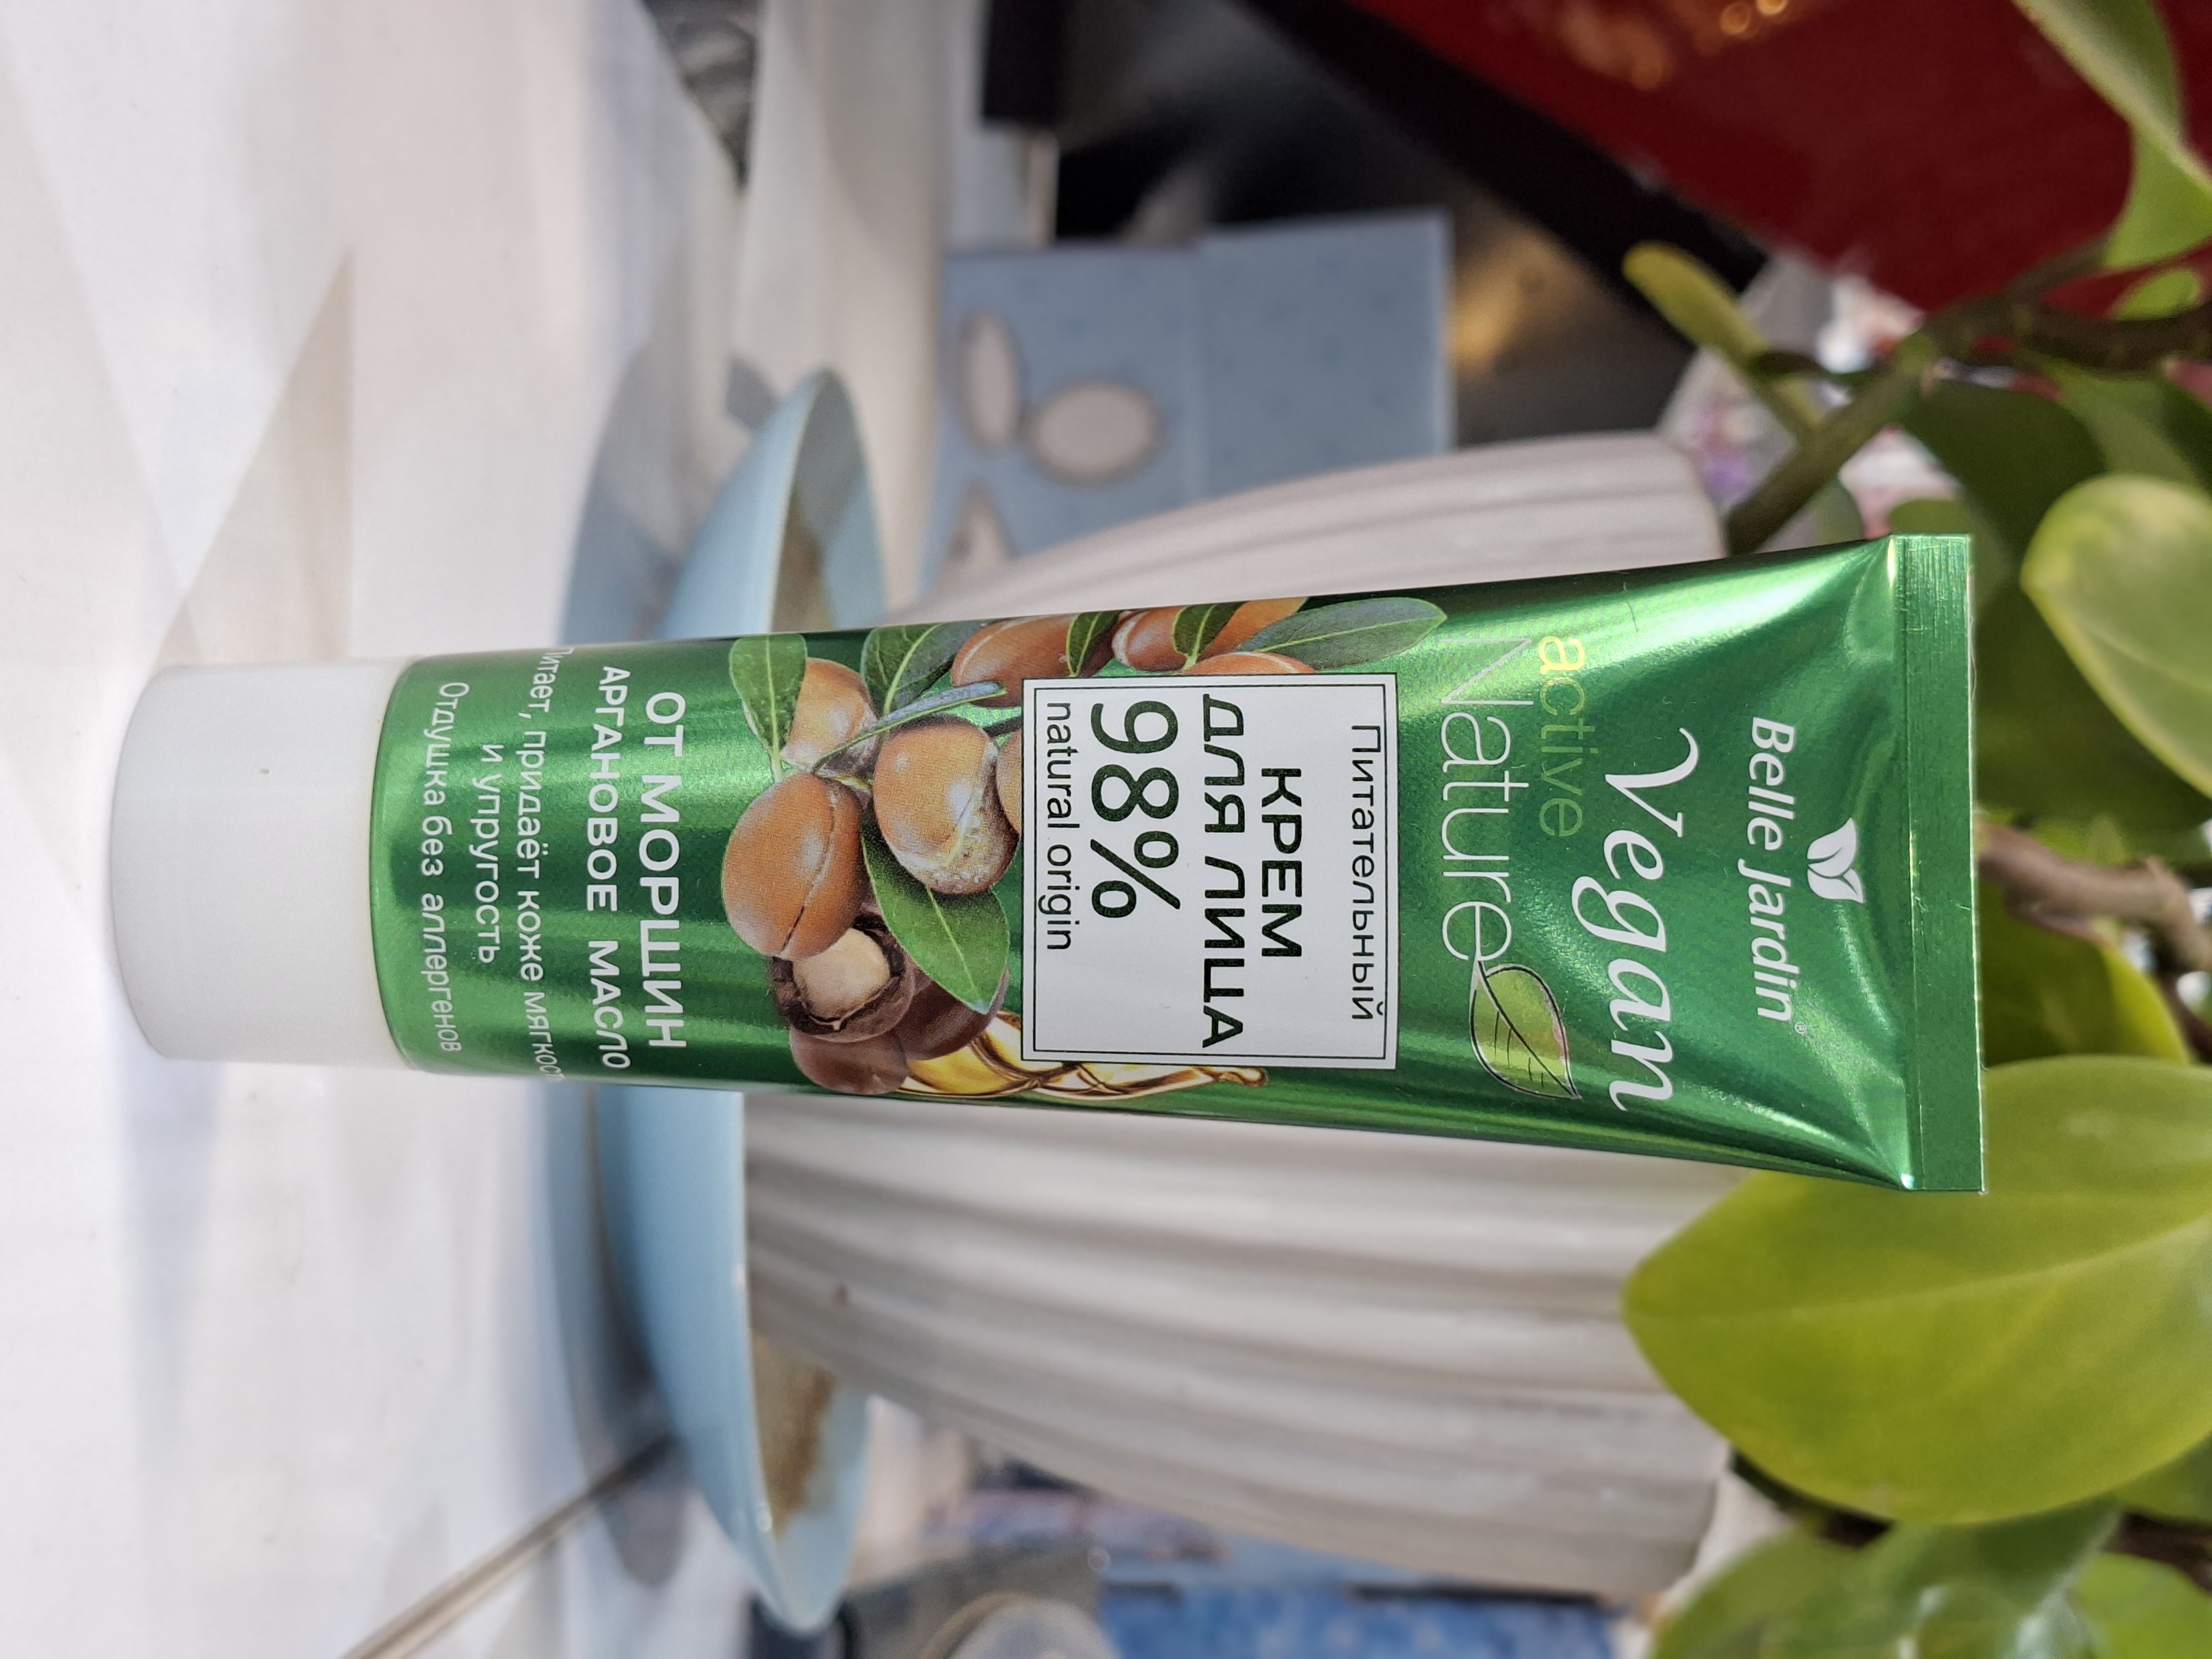 Belle Jardin®
Vegan
active
Nature
Питательный
КРЕМ
ДЛЯ ЛИЦА
98%
natural origin
ОТ МОРЩИН
АРГАНОВОЕ МАСЛО
Питает, придаёт коже мягкость
и упругость
Отдушка без аллергенов